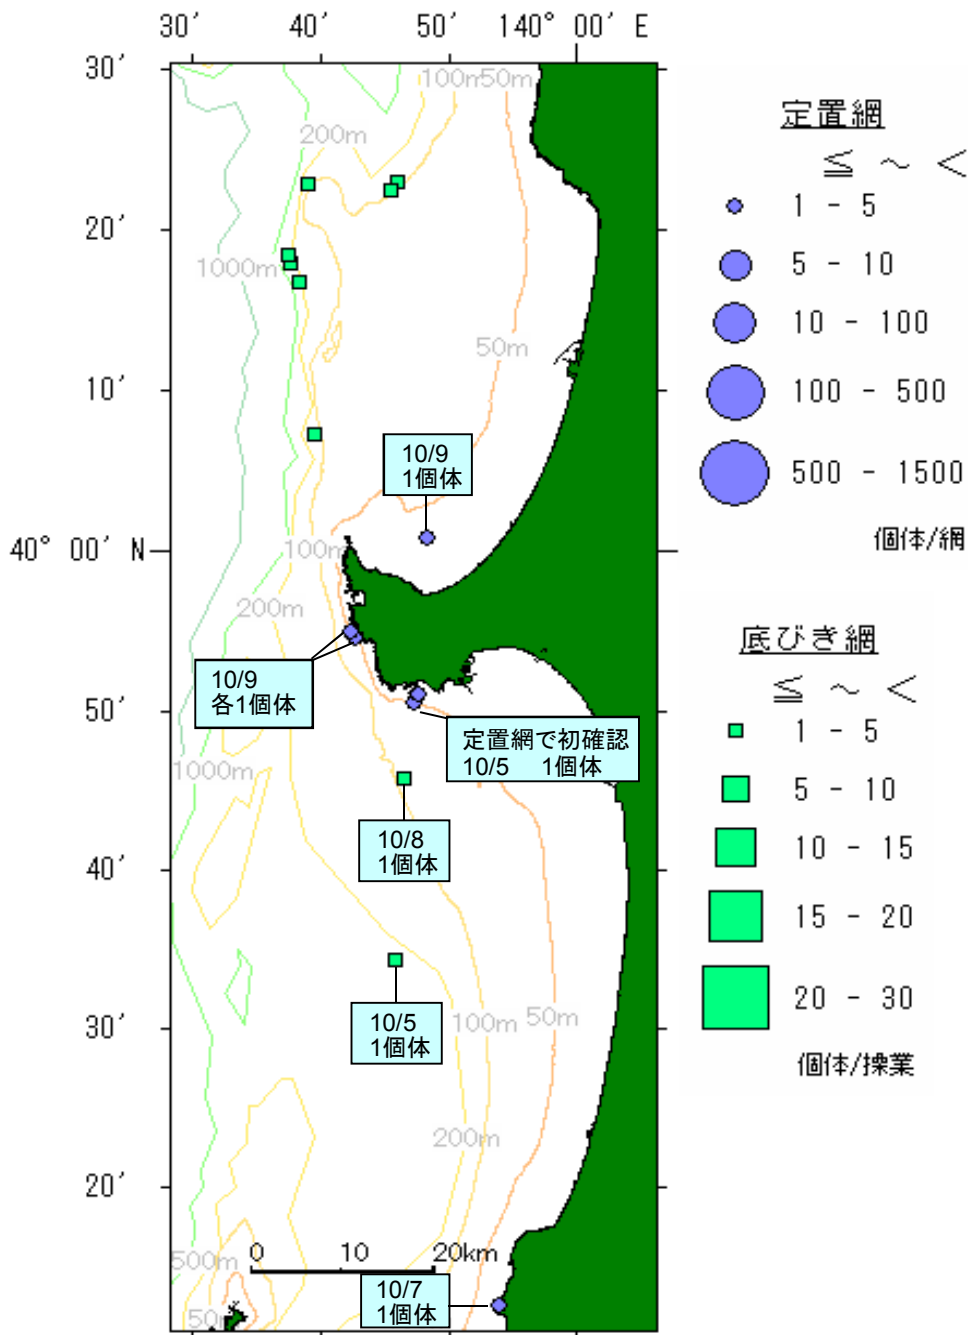 30′ 40′ 50′ 140° 00′ E
30′
20′
10′
40° 00′ N
50′
40′
30′
20′
100m
50m
200m
1000m
50m
10/9
1個体
100m
200m
10/9
各1個体
定置網で初確認
10/5 1個体
1000m
10/8
1個体
10/5
1個体
100m
50m
200m
500m
0 10 20km
50m
10/7
1個体
定置網
≦ ~ <
1 - 5
5 - 10
10 - 100
100 - 500
500 - 1500
個体/網
底びき網
≦ ~ <
1 - 5
5 - 10
10 - 15
15 - 20
20 - 30
個体/操業